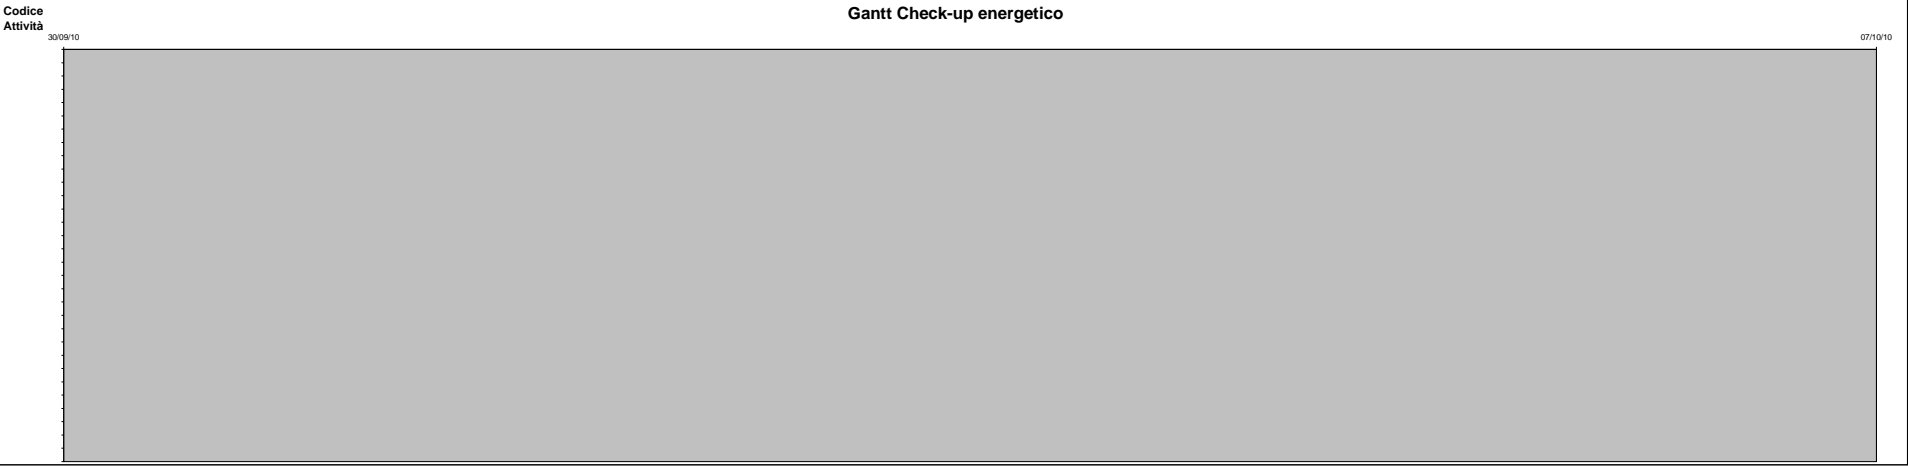 Codice
Attività
Gantt Check-up energetico
30/09/10
07/10/10